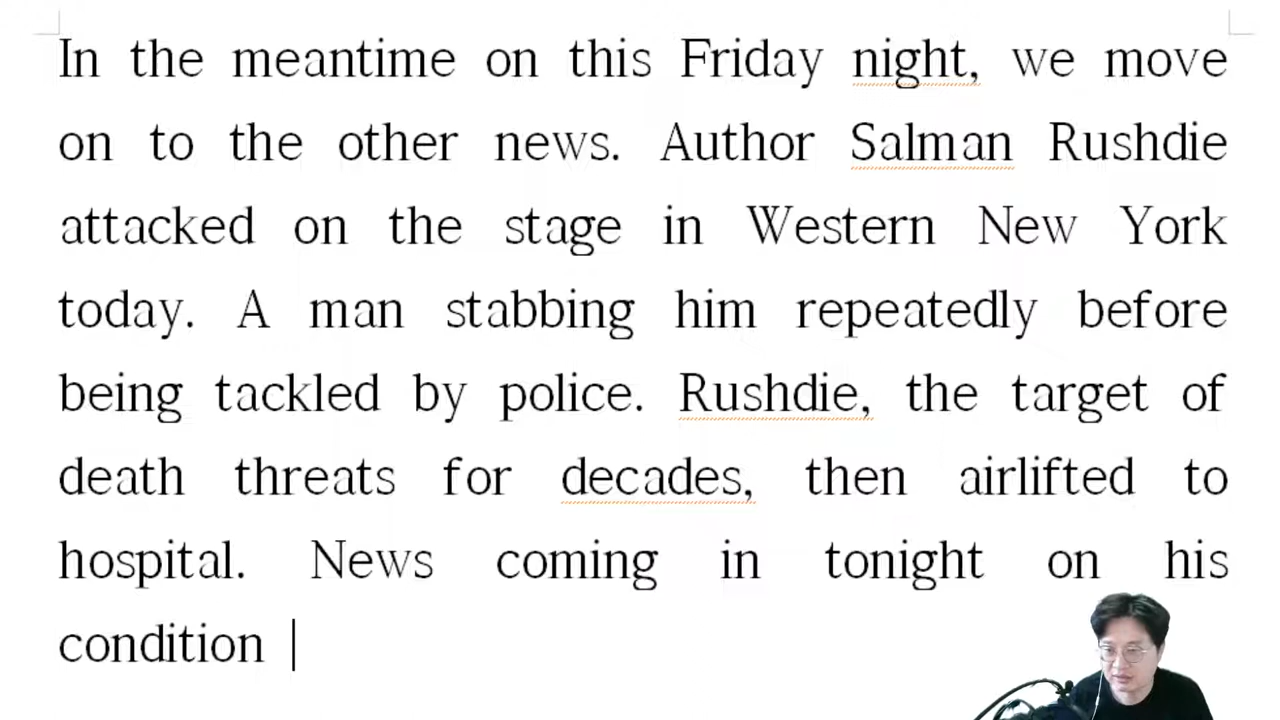 In the meantime on this Friday night, we move
on to the other news. Author Salman Rushdie
attacked on the stage in Western New York
today. A man stabbing him repeatedly before
being tackled by police. Rushdie, the target of
death threats for decades, then airlifted to
hospital. News coming in tonight on his
condition